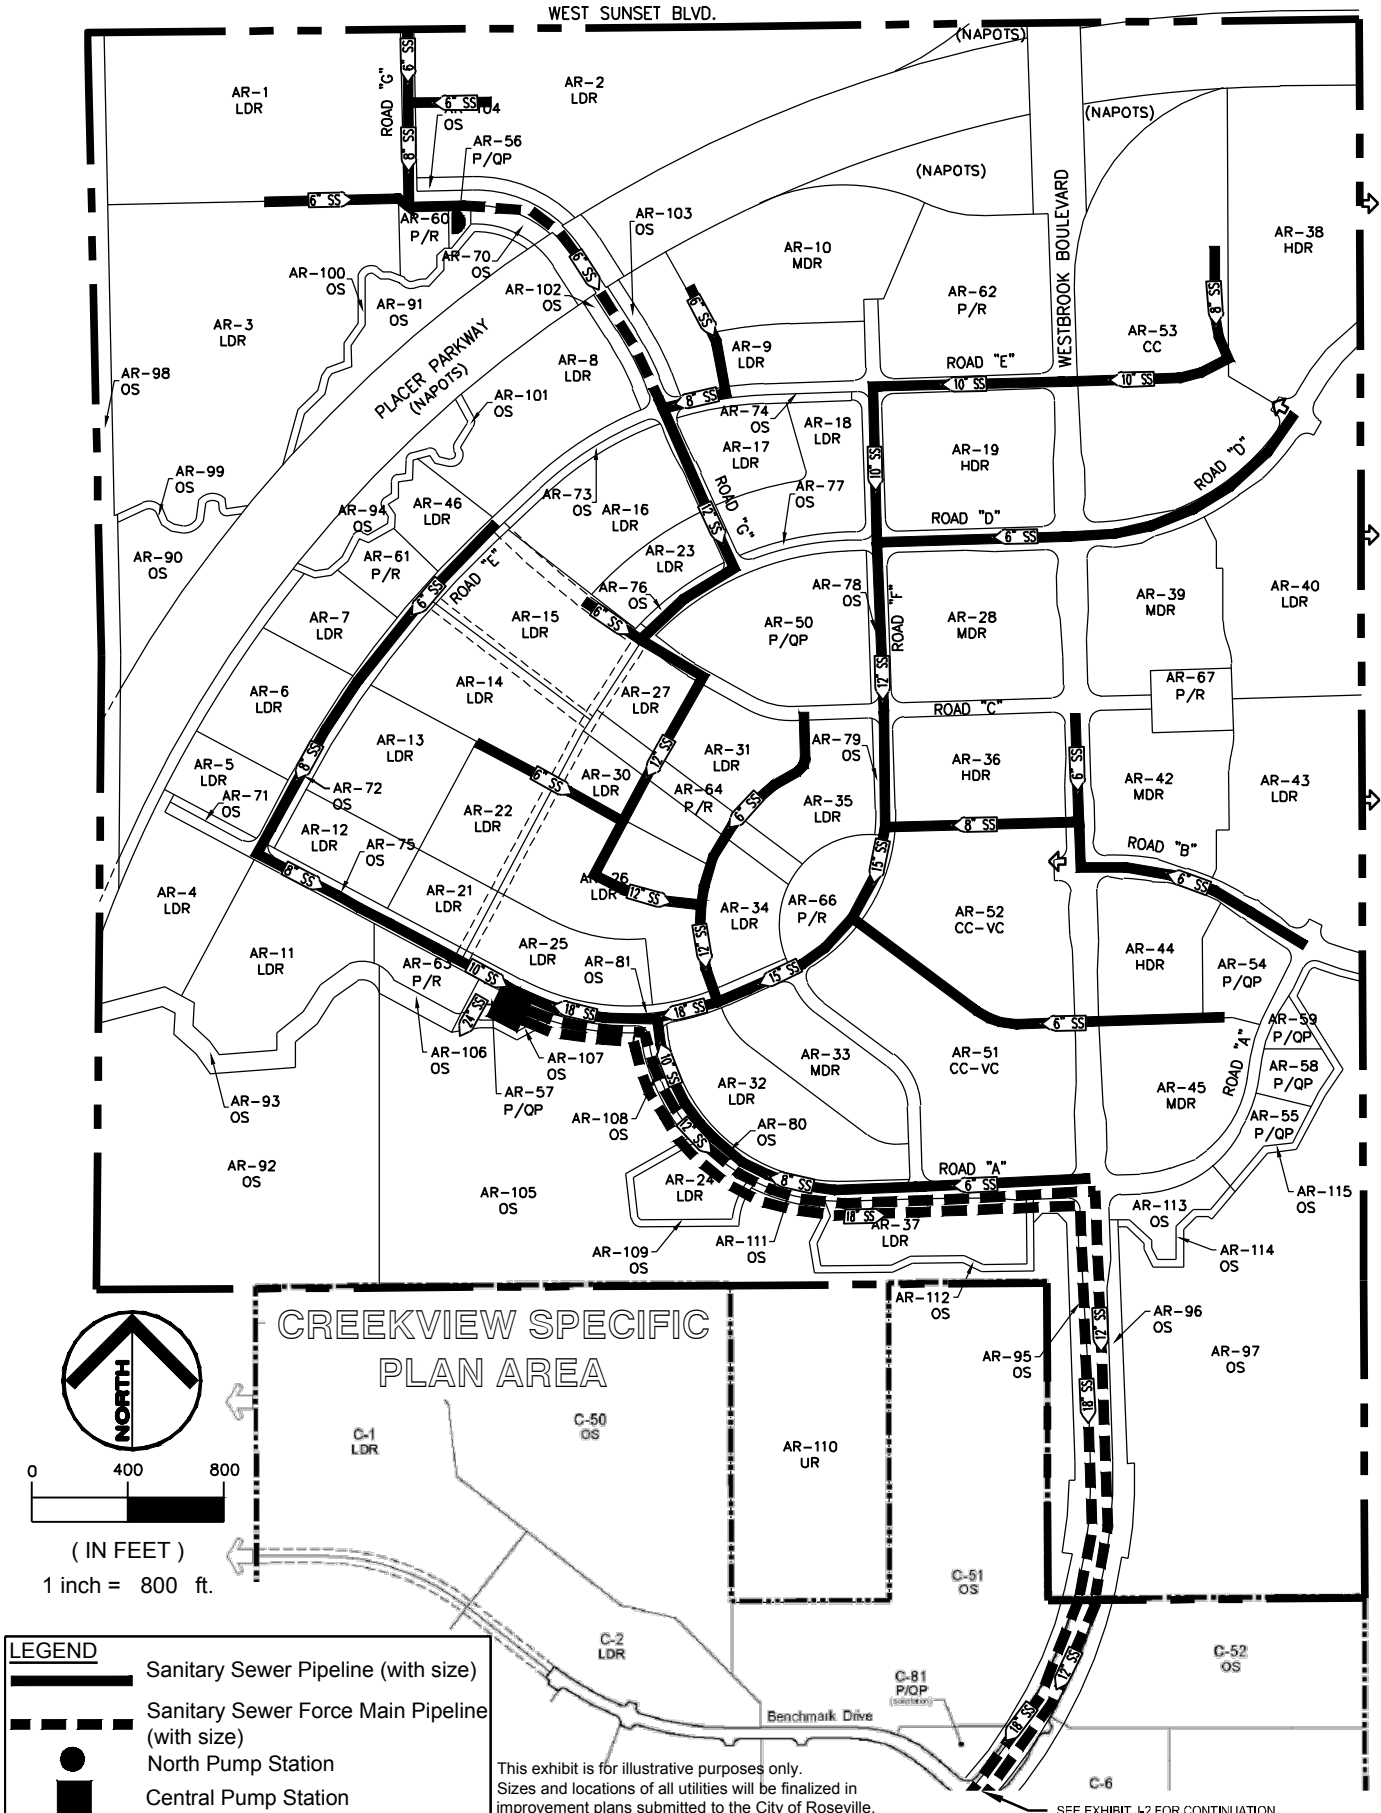 WEST SUNSET BLVD.
(NAPOTS)
AR-1
LDR
ROAD "G"
6" SS
AR-2
LDR
6" SS
OS
8" SS
AR-56
P/QP
(NAPOTS)
(NAPOTS)
WESTBROOK BOULEVARD
6" SS
AR-60
P/R
AR-103
OS
AR-38
HDR
AR-10
MDR
AR-70
OS
6" SS
AR-100
OS
AR-102
OS
AR-91
OS
6" SS
AR-62
P/R
8" SS
AR-53
CC
AR-3
LDR
PLACER PARKWAY
(NAPOTS)
AR-8
LDR
AR-9
LDR
ROAD "E"
10" SS
10" SS
AR-98
OS
AR-101
OS
8" SS
AR-74
OS
AR-18
LDR
AR-17
LDR
AR-19
HDR
ROAD "D"
AR-99
OS
AR-46
LDR
AR-73
OS
AR-16
LDR
ROAD "G"
12" SS
AR-77
OS
10" SS
AR-94
OS
ROAD "D"
6" SS
AR-90
OS
AR-61
P/R
AR-23
LDR
ROAD "E"
6" SS
AR-76
OS
6" SS
AR-78
OS
AR-7
LDR
AR-15
LDR
AR-50
P/QP
ROAD "F"
AR-28
MDR
AR-39
MDR
AR-40
LDR
AR-6
LDR
AR-14
LDR
AR-27
LDR
12" SS
AR-67
P/R
ROAD "C"
AR-13
LDR
AR-31
LDR
12" SS
AR-79
OS
AR-36
HDR
6" SS
AR-5
LDR
8" SS
AR-71
OS
AR-72
OS
6" SS
AR-30
LDR
AR-64
P/R
6" SS
AR-35
LDR
AR-42
MDR
AR-43
LDR
AR-22
LDR
AR-12
LDR
AR-75
OS
8" SS
ROAD "B"
15" SS
8" SS
AR-4
LDR
AR-21
LDR
LDR
12" SS
6" SS
AR-34
LDR
AR-66
P/R
AR-52
CC-VC
AR-11
LDR
AR-25
LDR
AR-81
OS
12" SS
AR-44
HDR
AR-54
P/QP
AR-63
P/R
10" SS
15" SS
24" SS
18" SS
18" SS
6" SS
AR-59
P/QP
AR-106
OS
AR-107
OS
10" SS
AR-33
MDR
AR-51
CC-VC
ROAD "A"
AR-58
P/QP
AR-93
OS
AR-57
P/QP
AR-32
LDR
AR-45
MDR
AR-108
OS
12" SS
AR-80
OS
AR-55
P/QP
AR-92
OS
AR-105
OS
AR-24
LDR
8" SS
ROAD "A"
6" SS
AR-115
OS
AR-113
OS
18" SS
AR-37
LDR
AR-109
OS
AR-111
OS
AR-114
OS
AR-112
OS
CREEKVIEW SPECIFIC
PLAN AREA
12" SS
AR-96
OS
AR-95
OS
AR-97
OS
18" SS
NORTH
C-1
LDR
C-50
OS
AR-110
UR
0 400 800
( IN FEET )
1 inch = 800 ft.
C-51
OS
C-2
LDR
C-52
OS
12" SS
C-81
P/QP
18" SS
Benchmark Drive
C-6
LEGEND
Sanitary Sewer Pipeline (with size)
Sanitary Sewer Force Main Pipeline
(with size)
North Pump Station
Central Pump Station
This exhibit is for illustrative purposes only.
Sizes and locations of all utilities will be finalized in
improvement plans submitted to the City of Roseville.
SEE EXHIBIT J-2 FOR CONTINUATION